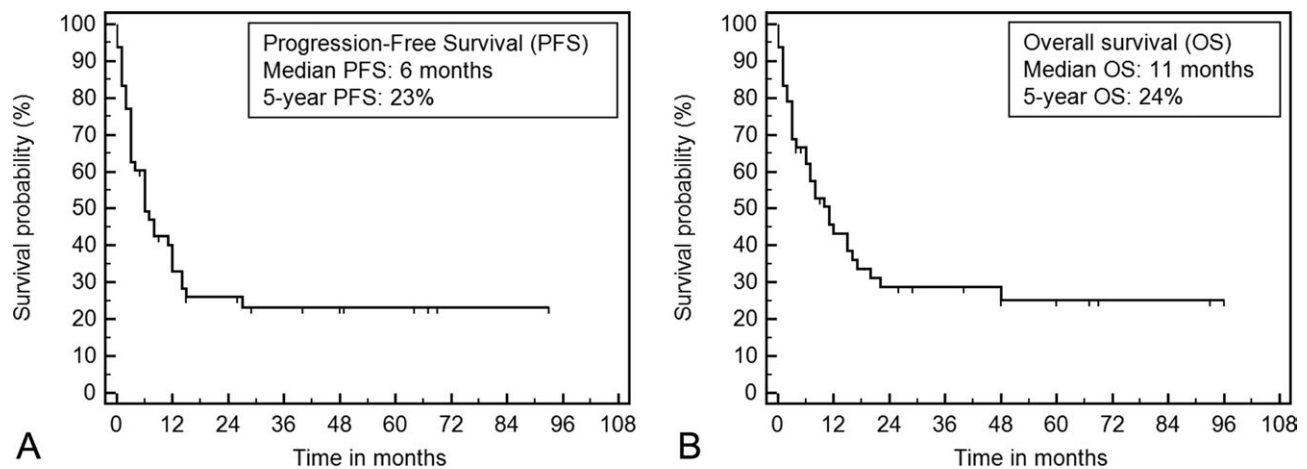 Progression-Free Survival (PFS)
Median PFS: 6 months
5-year PFS: 23%
Survival probability (%)
100
90
80
70
60
50
40
30
20
10
0
0 12 24 36 48 60 72 84 96 108
Time in months
A
Overall survival (OS)
Median OS: 11 months
5-year OS: 24%
Survival probability (%)
100
90
80
70
60
50
40
30
20
10
0
0 12 24 36 48 60 72 84 96 108
Time in months
B